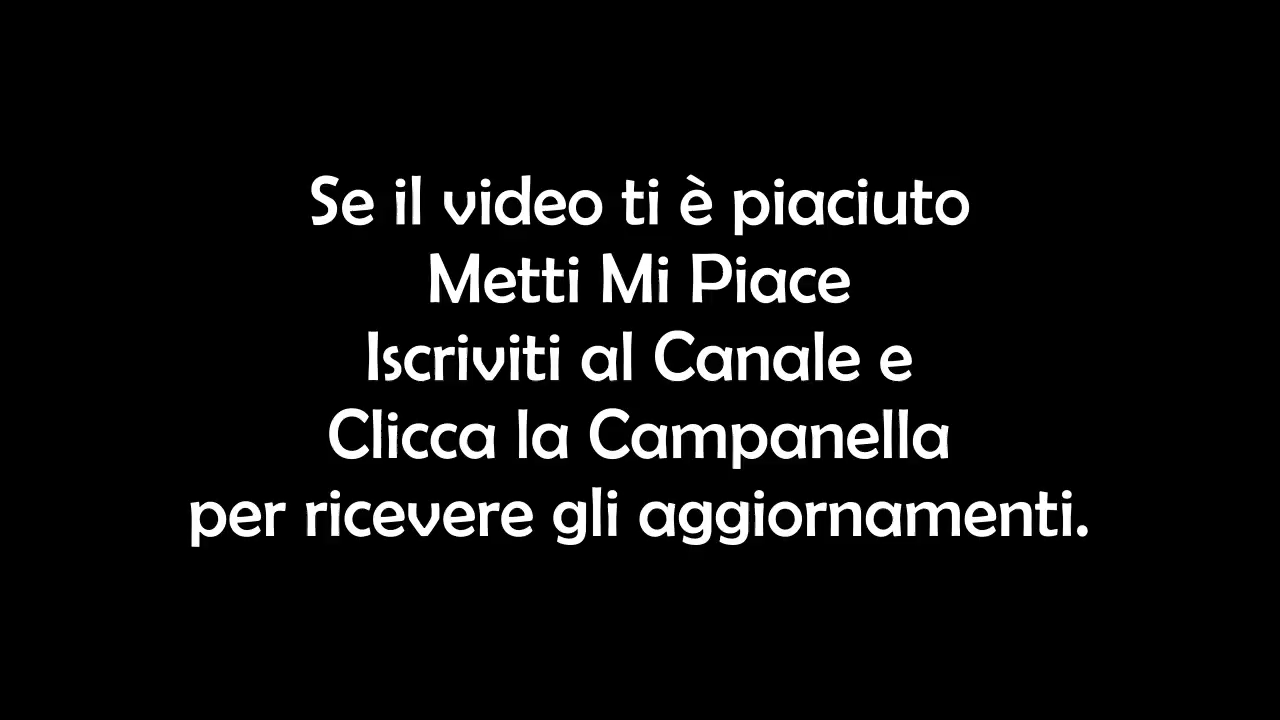 Se il video ti è piaciuto
Metti Mi Piace
Iscriviti al Canale e
Clicca la Campanella
per ricevere gli aggiornamenti.